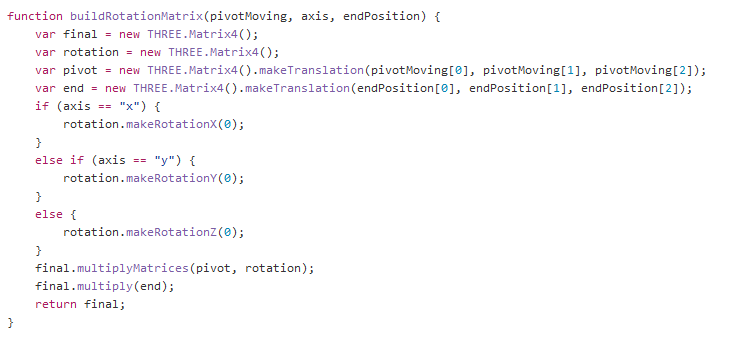 function buildRotationMatrix(pivotMoving, axis, endPosition) {
    var final = new THREE.Matrix4();
    var rotation = new THREE.Matrix4();
    var pivot = new THREE.Matrix4().makeTranslation(pivotMoving[0], pivotMoving[1], pivotMoving[2]);
    var end = new THREE.Matrix4().makeTranslation(endPosition[0], endPosition[1], endPosition[2]);
    if (axis == "x") {
        rotation.makeRotationX(0);
    }
    else if (axis == "y") {
        rotation.makeRotationY(0);
    }
    else {
        rotation.makeRotationZ(0);
    }
    final.multiplyMatrices(pivot, rotation);
    final.multiply(end);
    return final;
}